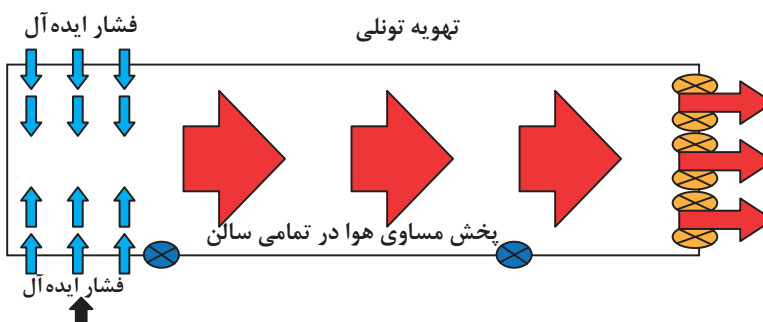 تهویه تونلی
فشار ایده‌آل
پخش مساوی هوا در تمامی سالن
فشار ایده‌آل